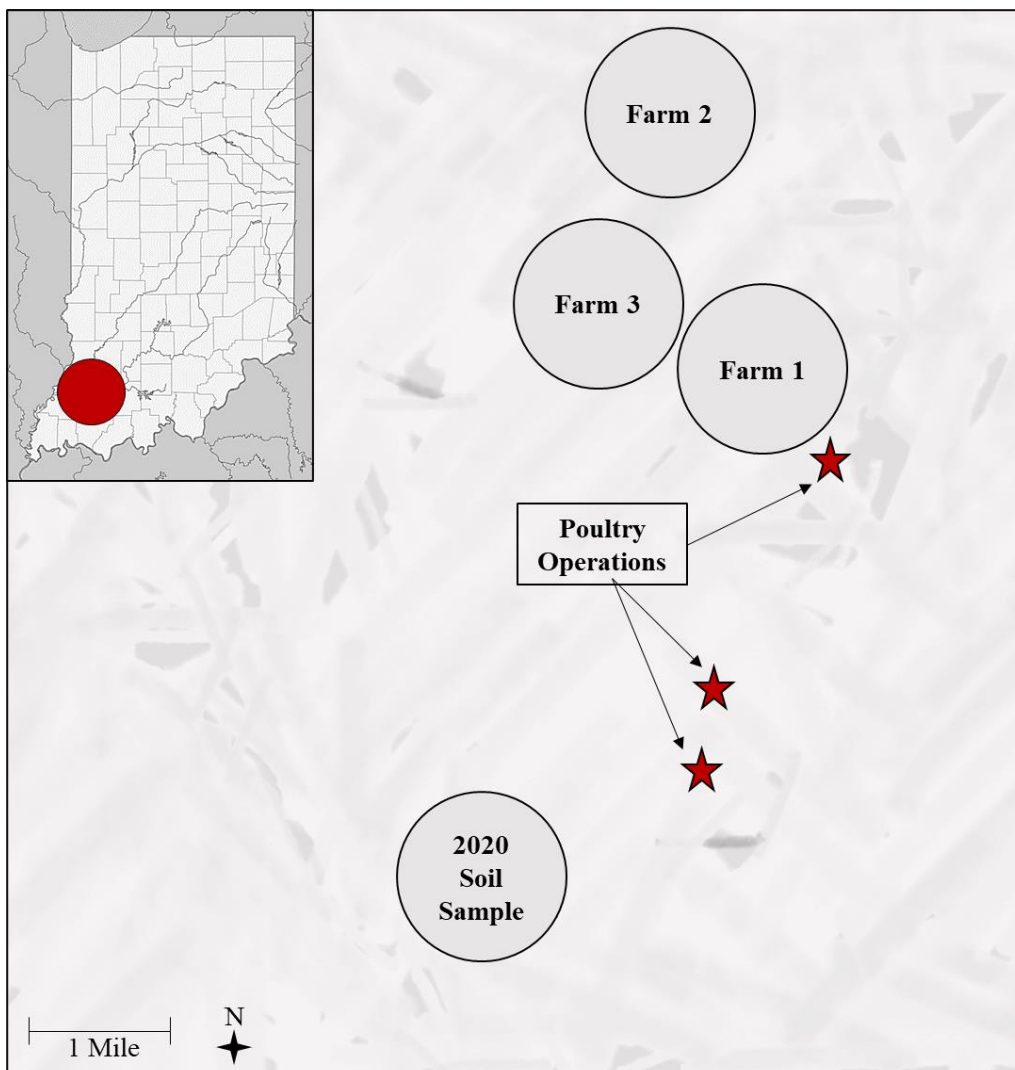 Farm 2
Farm 3
Farm 1
Poultry
Operations
2020
Soil
Sample
1 Mile
N